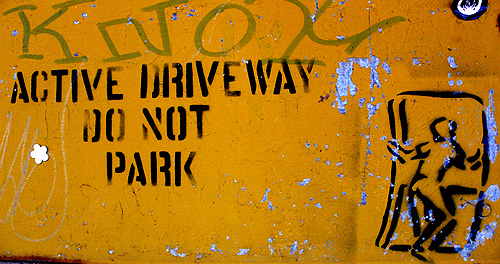 KNOX
ACTIVE DRIVEWAY
DO NOT
PARK